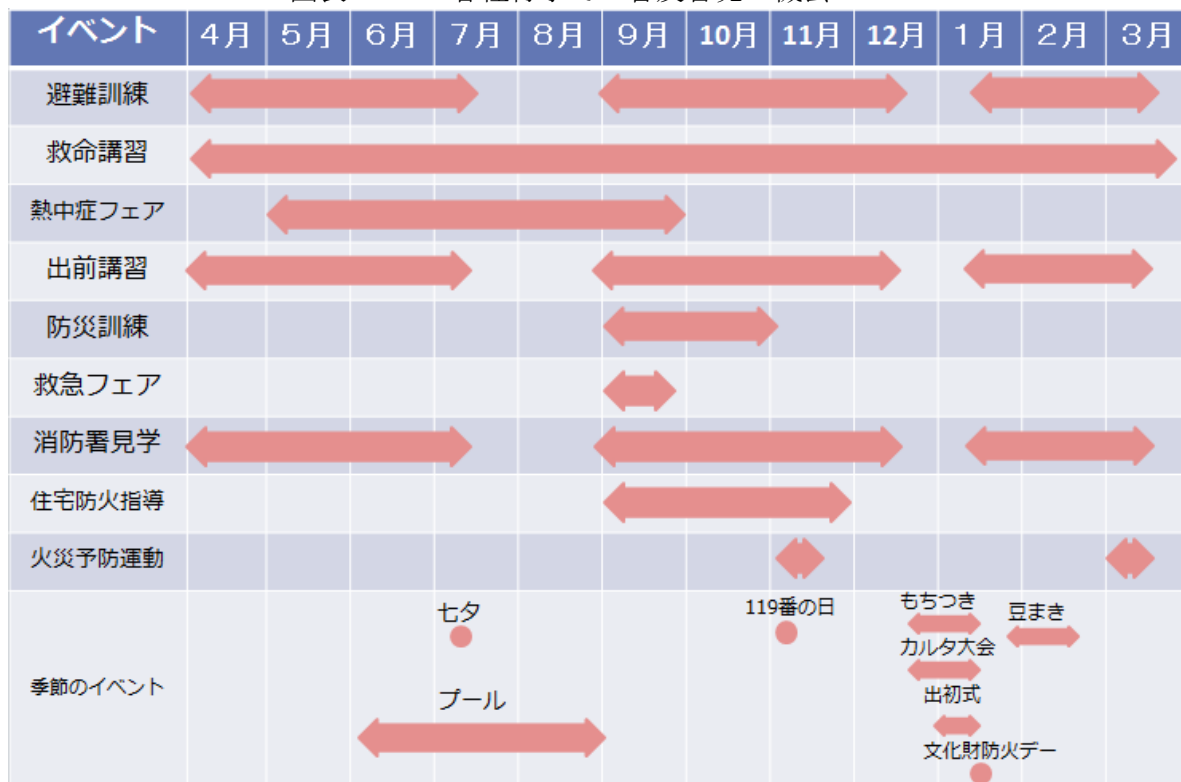 イベント 4月 5月 6月 7月 8月 9月 10月 11月 12月 1月 2月 3月
避難訓練
救命講習
熱中症フェア
出前講習
防災訓練
救急フェア
消防署見学
住宅防火指導
火災予防運動
季節のイベント
七夕
119番の日
もちつき
豆まき
カルタ大会
プール
出初式
文化財防火デー